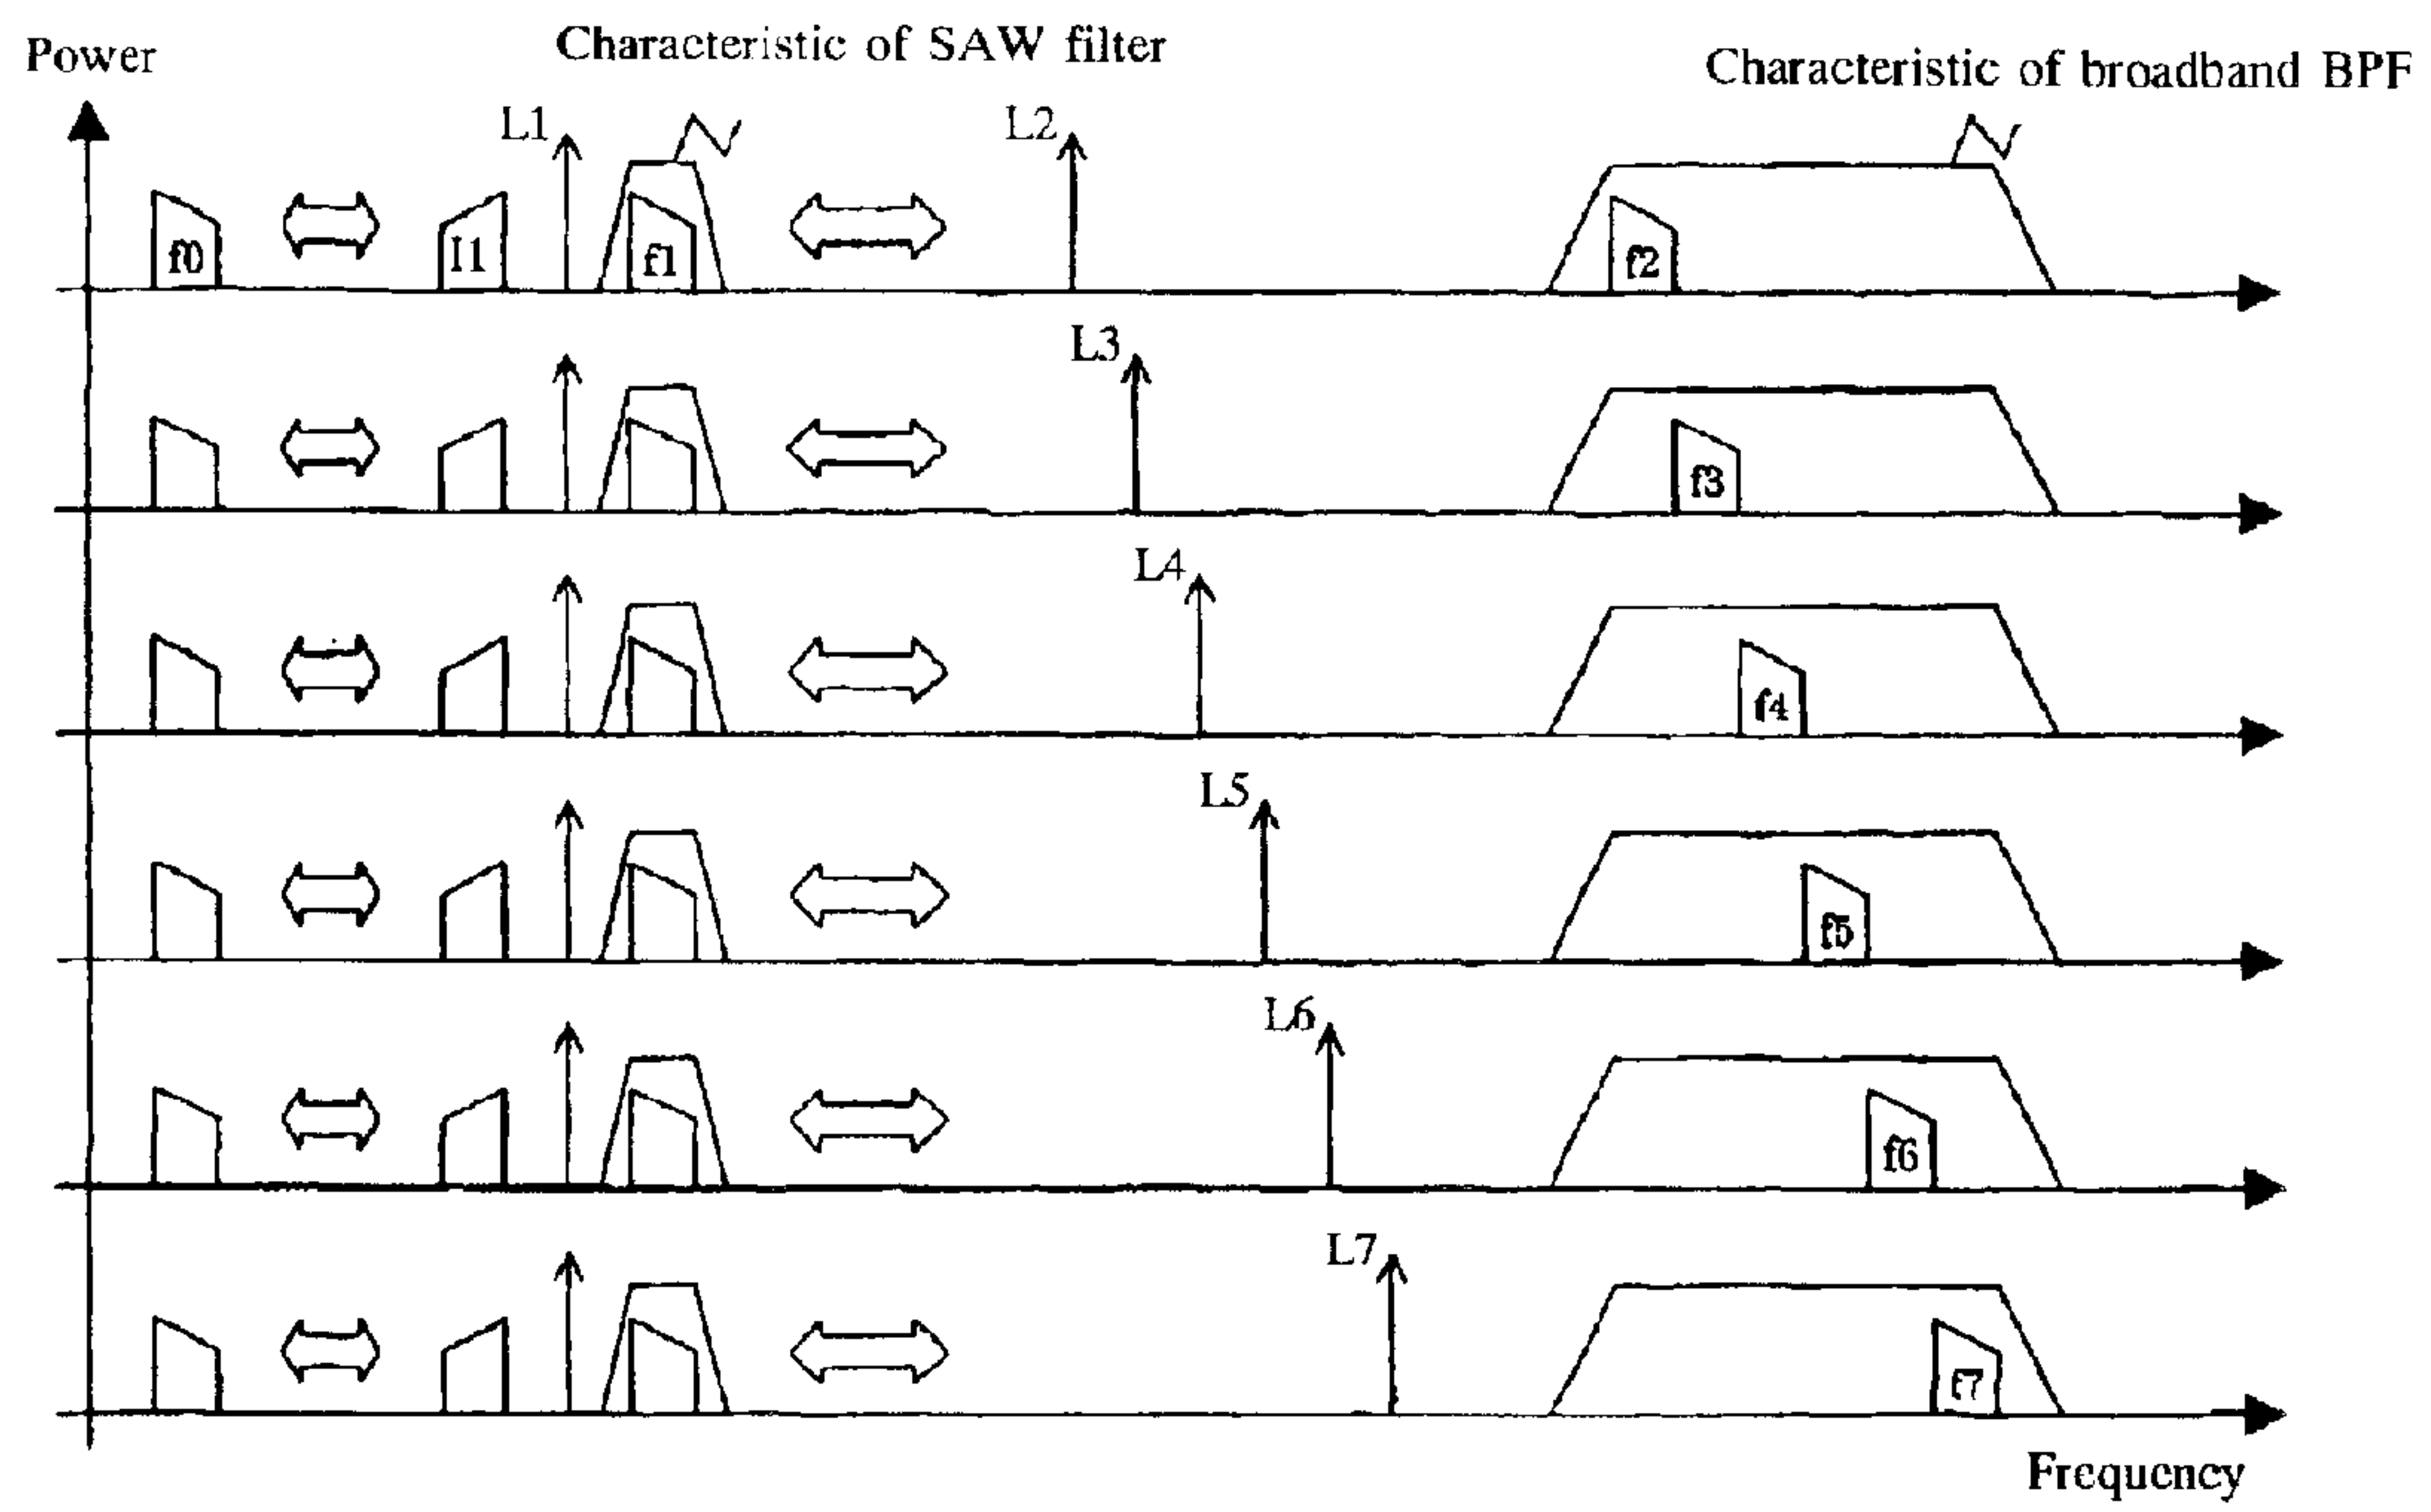 Power
Characteristic of SAW filter
Characteristic of broadband BPF
L1
L2
f0
I1
f1
f2
L3
f3
L4
f4
L5
f5
L6
f6
L7
f7
Frequency